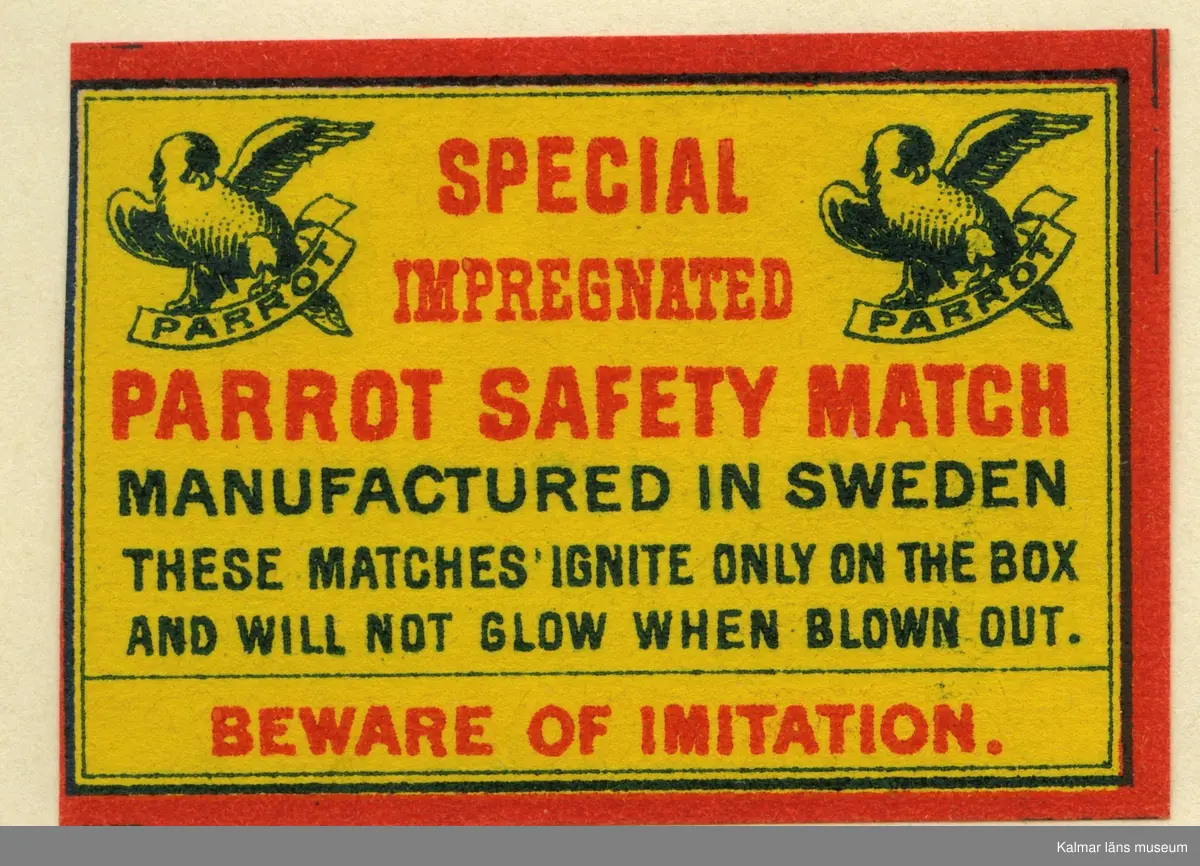 SPECIAL
IMPREGNATED
PARROT
PARROT
PARROT SAFETY MATCH
MANUFACTURED IN SWEDEN
THESE MATCHES IGNITE ONLY ON THE BOX
AND WILL NOT GLOW WHEN BLOWN OUT.
BEWARE OF IMITATION.
Kalmar läns museum